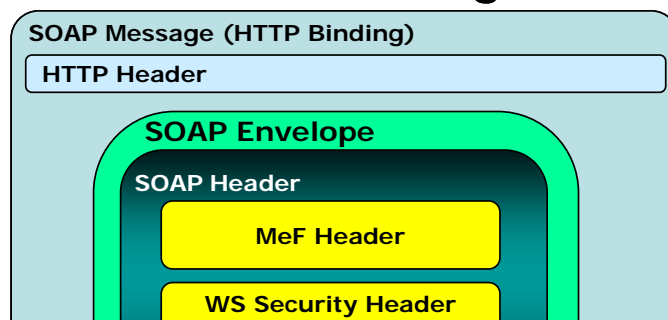 SOAP Message (HTTP Binding)
HTTP Header
SOAP Envelope
SOAP Header
MeF Header
WS Security Header